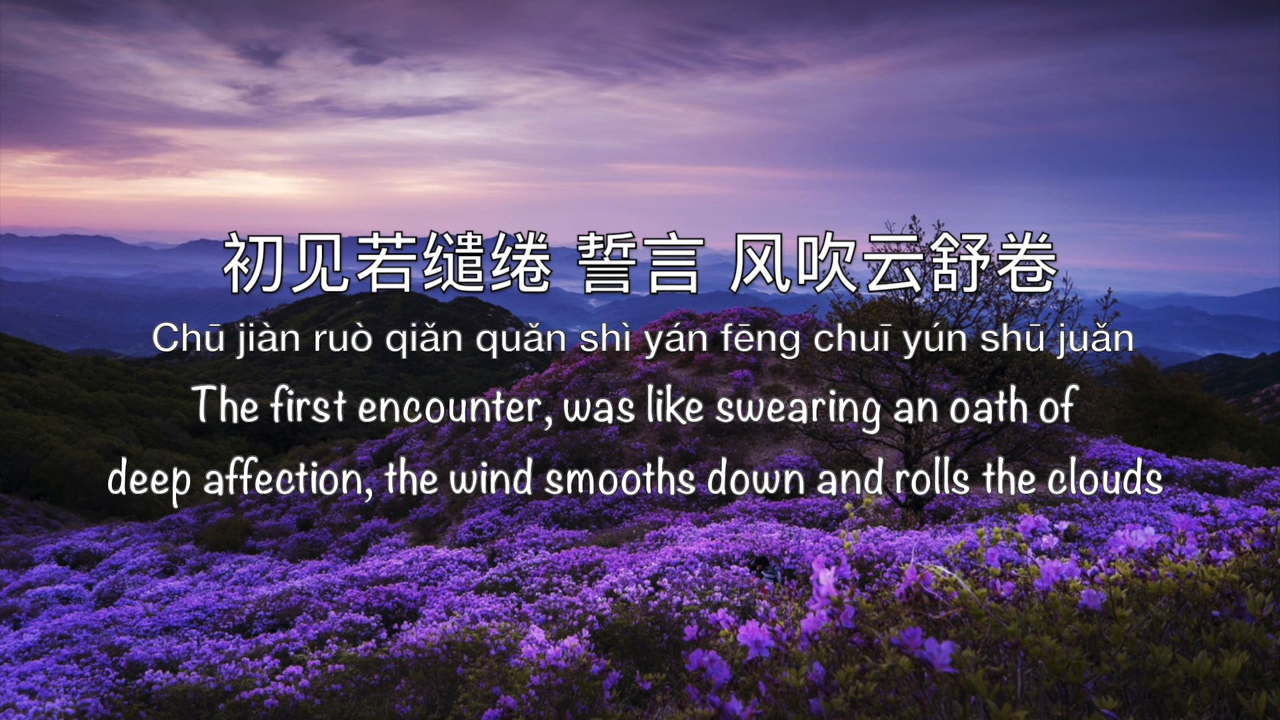 初见若缱绻 誓言 风吹云舒卷
Chū jiàn ruò qiǎn quǎn shì yán fēng chuī yún shū juǎn
The first encounter, was like swearing an oath of
deep affection, the wind smooths down and rolls the clouds